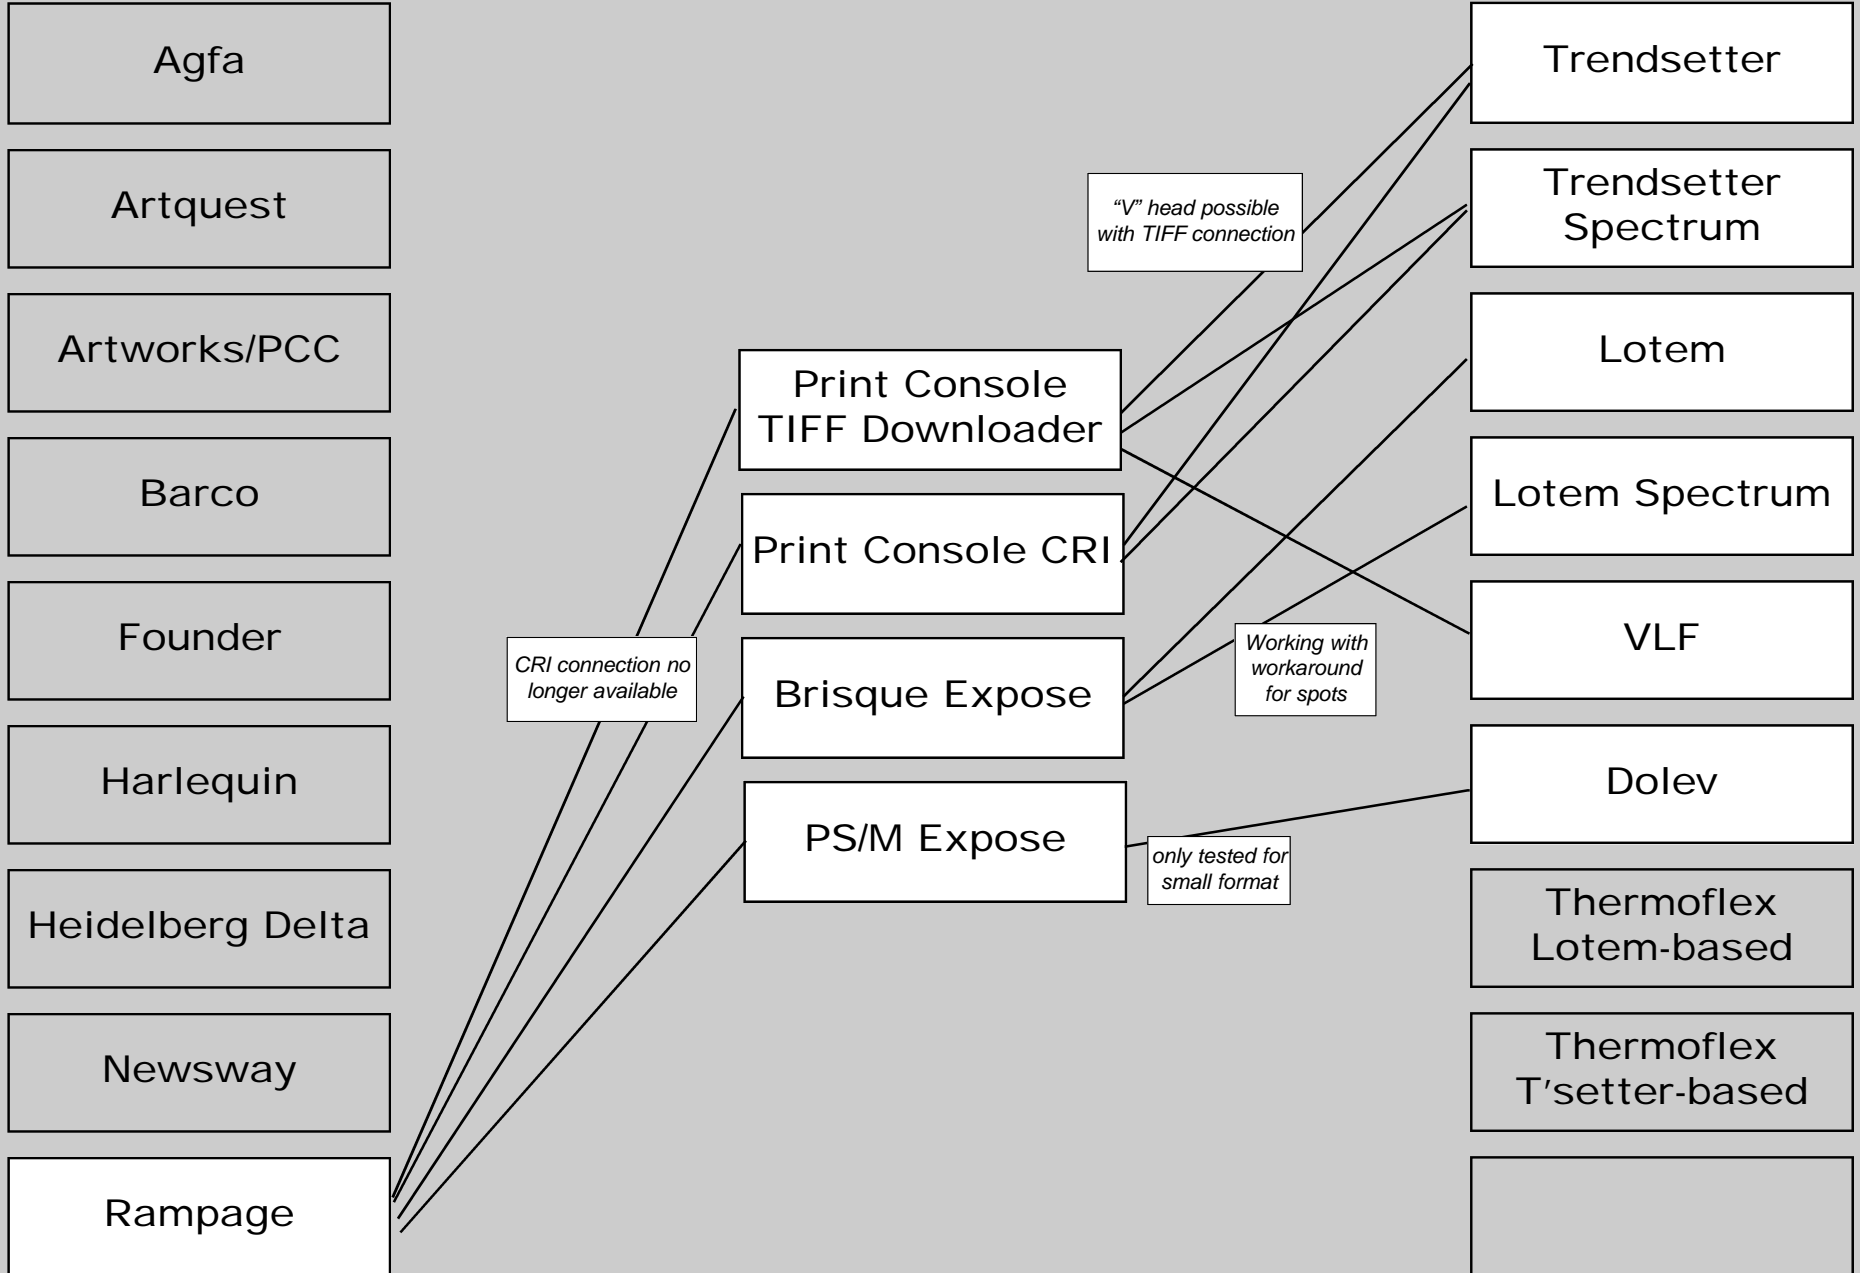 Agfa
Artquest
Artworks/PCC
Barco
Founder
Harlequin
Heidelberg Delta
Newsway
Rampage
CRI connection no
longer available
Print Console
TIFF Downloader
Print Console CRI
Brisque Expose
PS/M Expose
“V” head possible
with TIFF connection
Working with
workaround
for spots
only tested for
small format
Trendsetter
Trendsetter
Spectrum
Lotem
Lotem Spectrum
VLF
Dolev
Thermoflex
Lotem-based
Thermoflex
T’setter-based